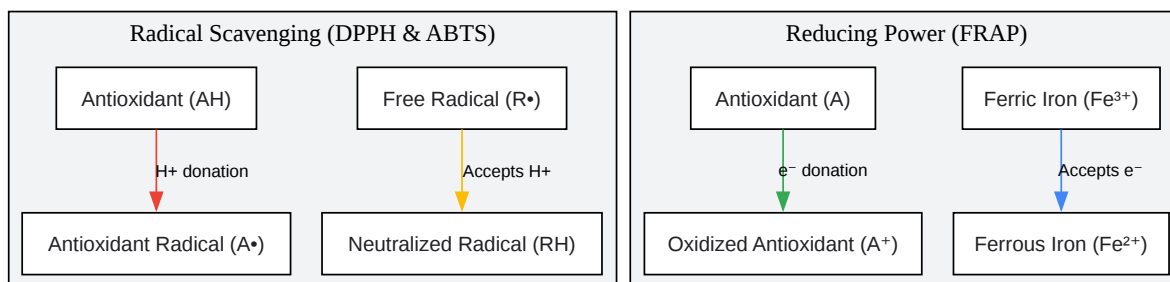 Radical Scavenging (DPPH & ABTS)
Antioxidant (AH)
Free Radical (R•)
H+ donation
Accepts H+
Antioxidant Radical (A•)
Neutralized Radical (RH)
Reducing Power (FRAP)
Antioxidant (A)
Ferric Iron (Fe³⁺)
e⁻ donation
Accepts e⁻
Oxidized Antioxidant (A⁺)
Ferrous Iron (Fe²⁺)